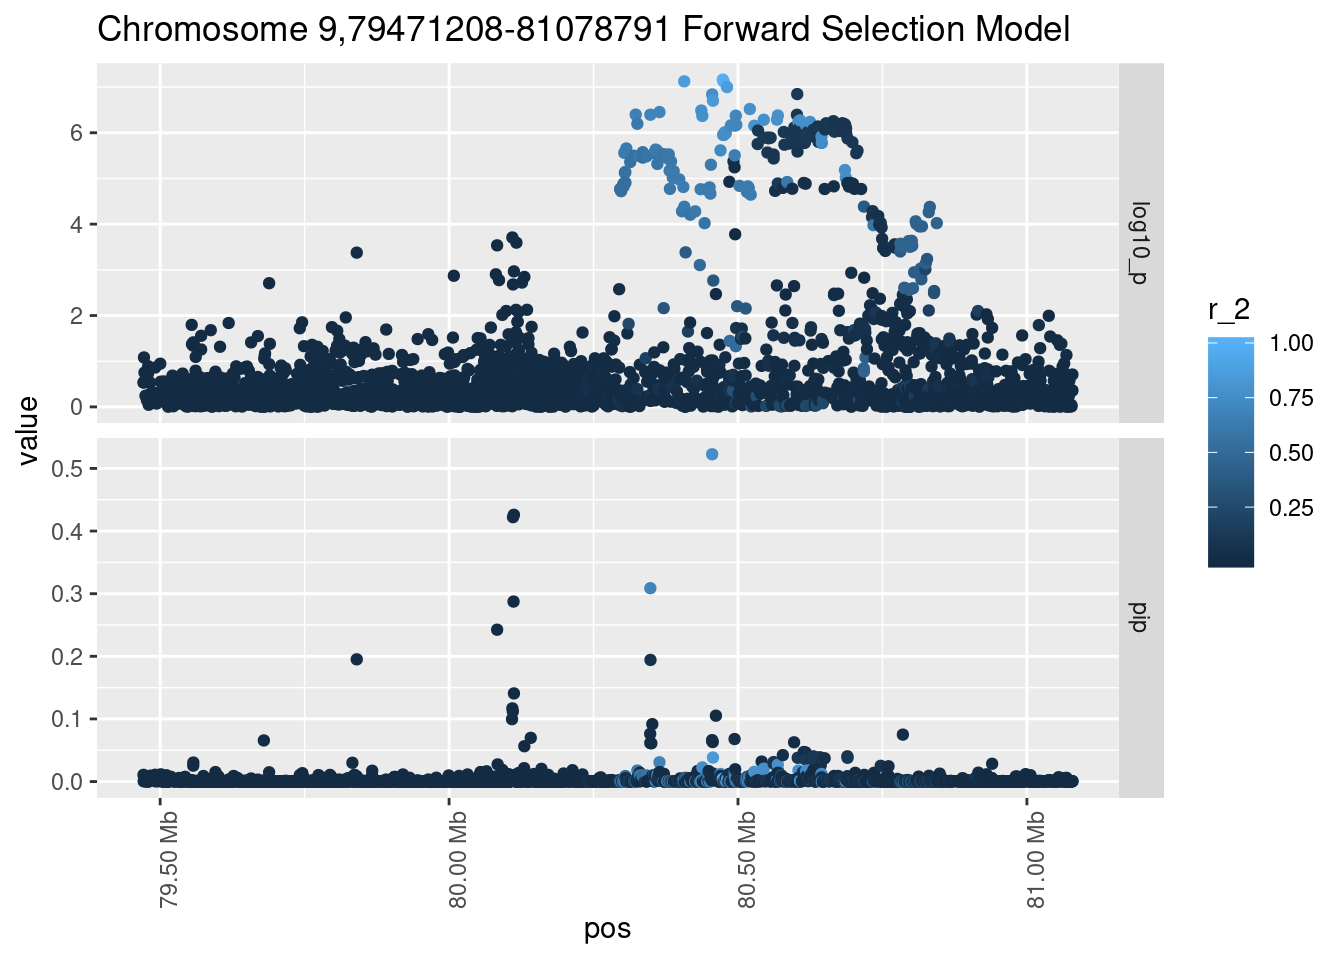 Chromosome 9,79471208-81078791 Forward Selection Model
value
6
4
2
0
log10_p
0.5
0.4
0.3
0.2
0.1
0.0
pip
79.50 Mb
80.00 Mb
80.50 Mb
81.00 Mb
pos
r_2
1.00
0.75
0.50
0.25